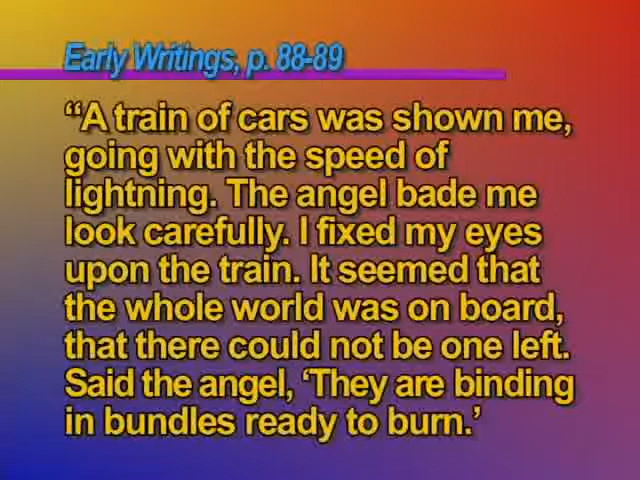 Early Writings, p. 88-89
“A train of cars was shown me,
going with the speed of
lightning. The angel bade me
look carefully. I fixed my eyes
upon the train. It seemed that
the whole world was on board,
that there could not be one left.
Said the angel, ‘They are binding
in bundles ready to burn.’